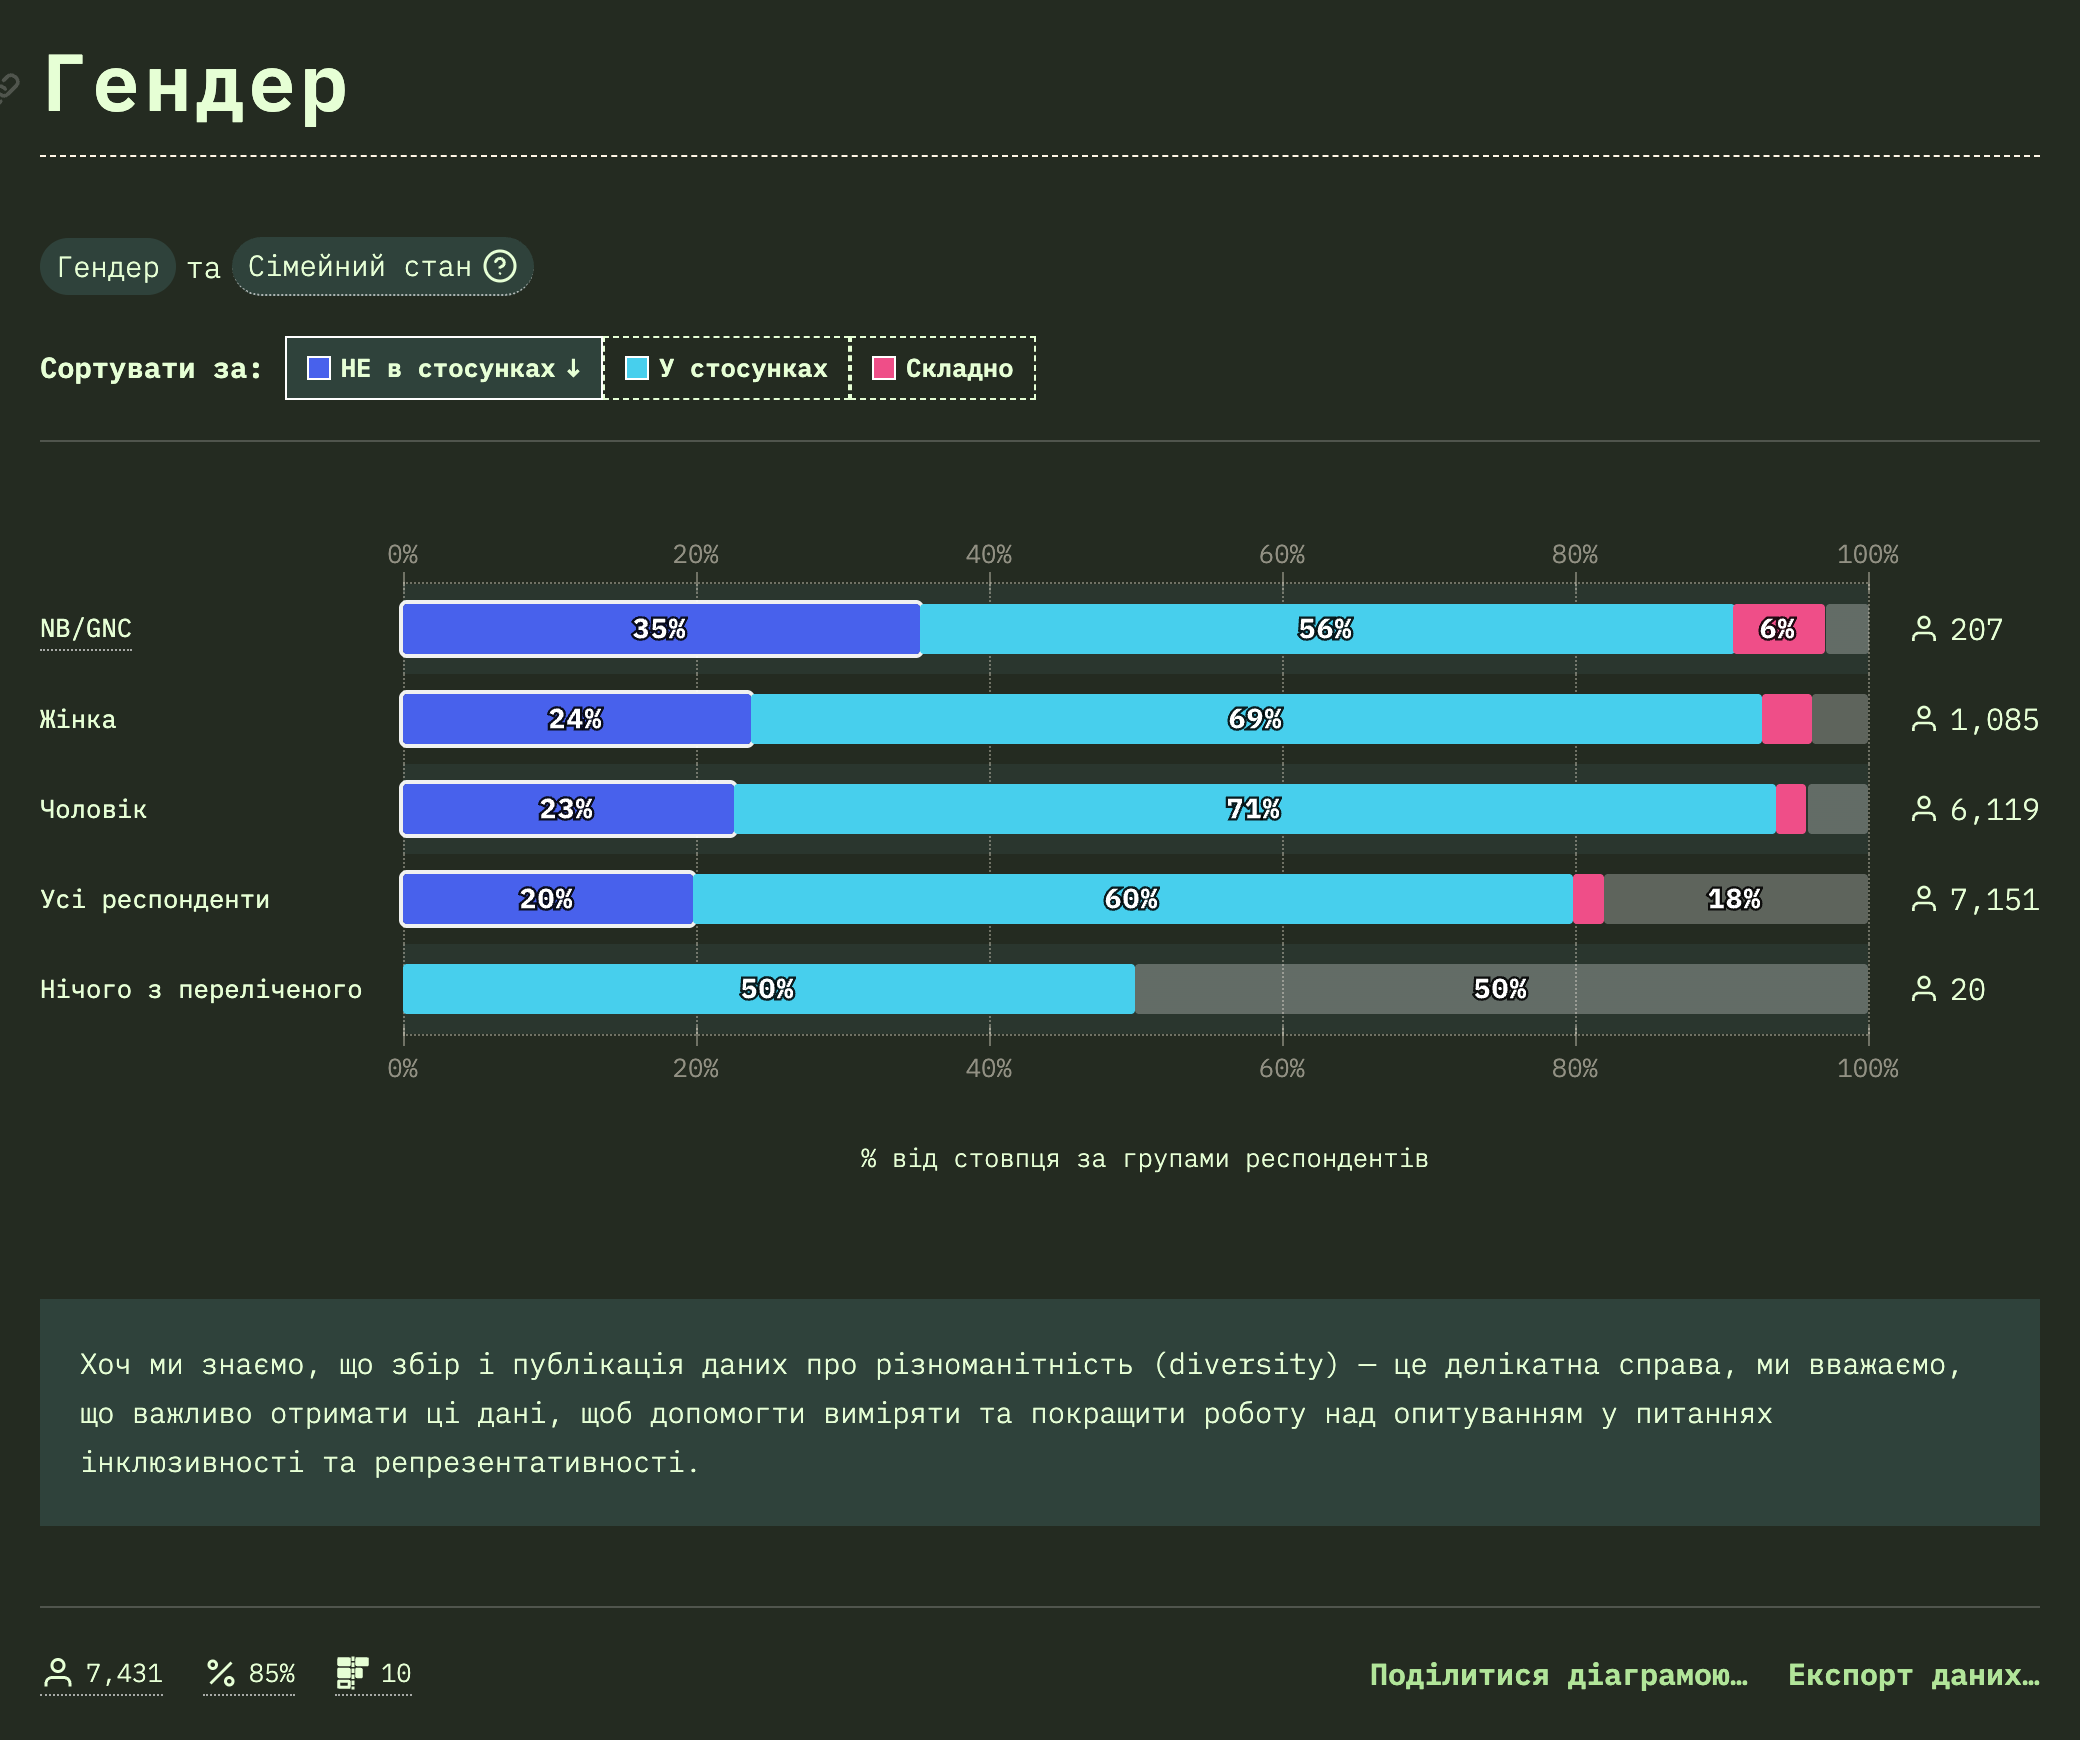 Гендер
Гендер та Сімейний стан
Сортувати за: НЕ в стосунках ↓ У стосунках Складно
0% 20% 40% 60% 80% 100%
NB/GNC 35% 56% 6% 207
Жінка 24% 69% 1,085
Чоловік 23% 71% 6,119
Усі респонденти 20% 60% 18% 7,151
Нічого з переліченого 50% 50% 20
0% 20% 40% 60% 80% 100%
% від стовпця за групами респондентів
Хоч ми знаємо, що збір і публікація даних про різноманітність (diversity) — це делікатна справа, ми вважаємо,
що важливо отримати ці дані, щоб допомогти виміряти та покращити роботу над опитуванням у питаннях
інклюзивності та репрезентативності.
7,431 85% 10 Поділитися діаграмою… Експорт даних…